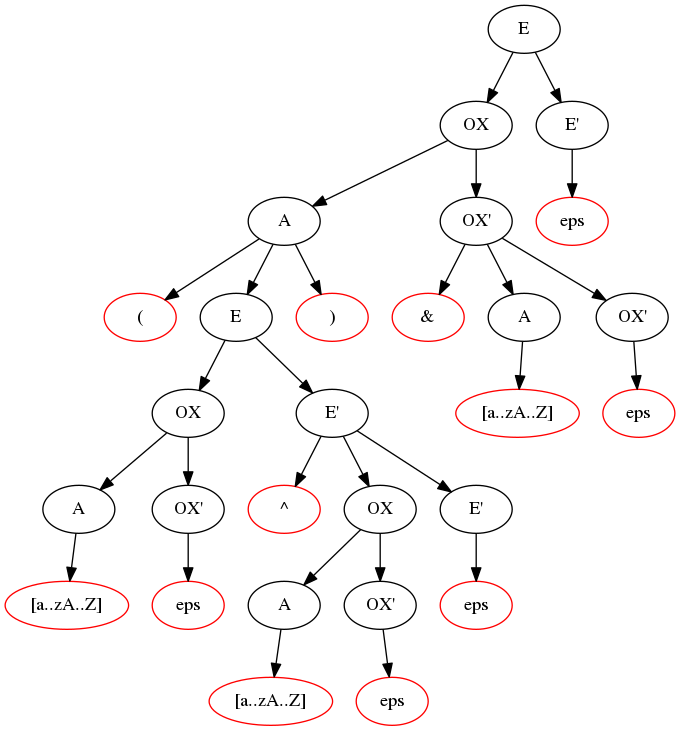 E
OX E'
A OX' eps
( E ) & A OX'
OX E' [a..zA..Z] eps
A OX' ^ OX E'
[a..zA..Z] eps A OX' eps
[a..zA..Z] eps